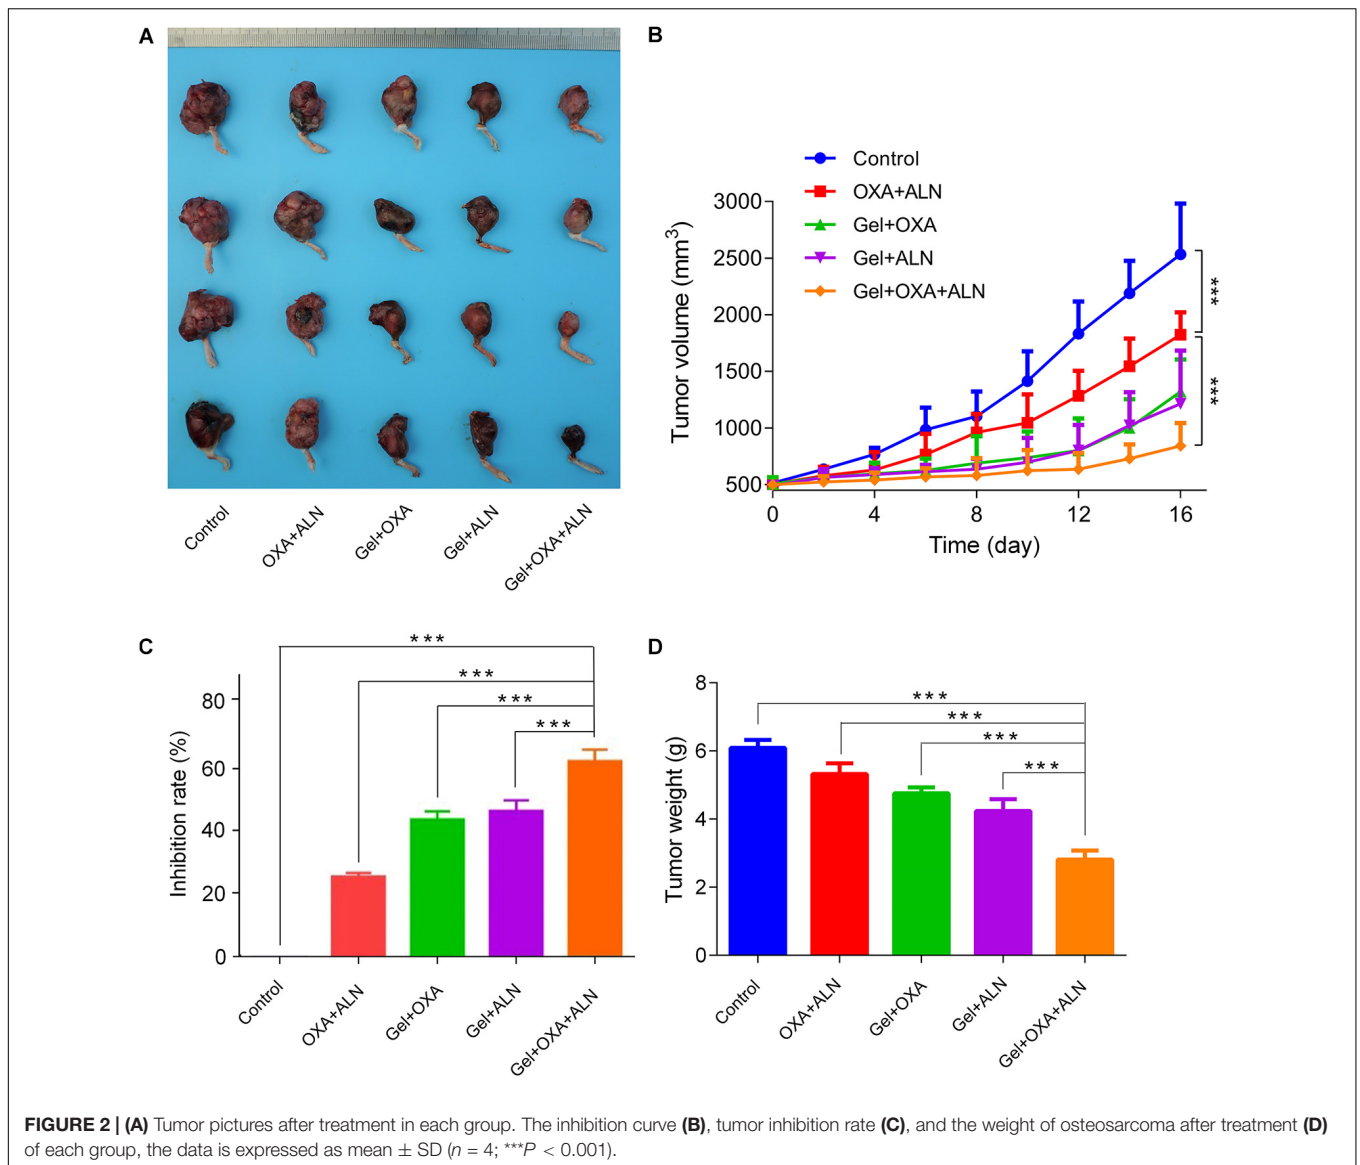 A
B
Control
OXA+ALN
Gel+OXA
Gel+ALN
Gel+OXA+ALN
Tumor volume (mm³)
3000
2500
2000
1500
1000
500
0
4
8
12
16
Time (day)
***
***
Control
OXA+ALN
Gel+OXA
Gel+ALN
Gel+OXA+ALN
C
***
***
***
***
Inhibition rate (%)
80
60
40
20
0
Control
OXA+ALN
Gel+OXA
Gel+ALN
Gel+OXA+ALN
D
***
***
***
***
Tumor weight (g)
8
6
4
2
0
Control
OXA+ALN
Gel+OXA
Gel+ALN
Gel+OXA+ALN
FIGURE 2 | (A) Tumor pictures after treatment in each group. The inhibition curve (B), tumor inhibition rate (C), and the weight of osteosarcoma after treatment (D)
of each group, the data is expressed as mean ± SD (n = 4; ***P < 0.001).